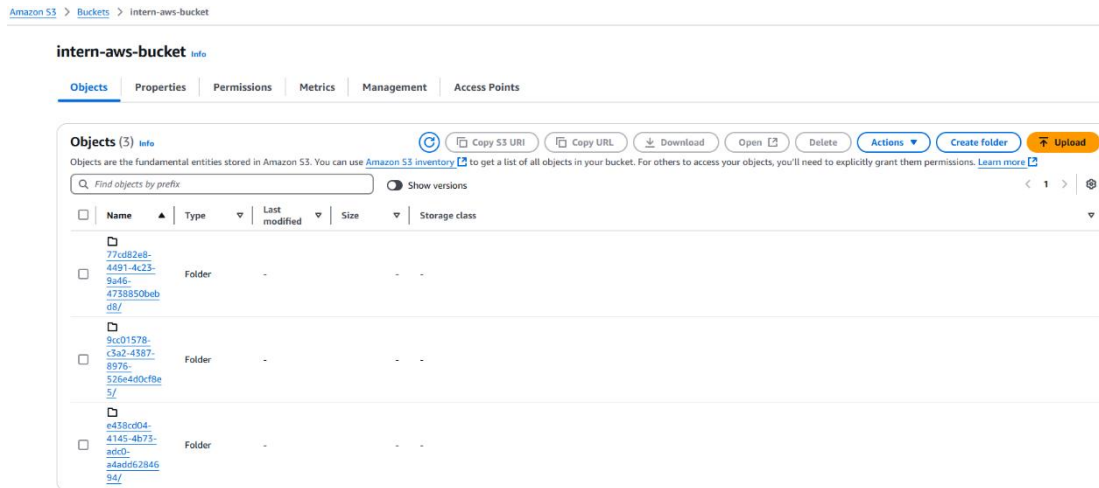 Amazon S3 > Buckets > intern-aws-bucket
intern-aws-bucket Info
Objects Properties Permissions Metrics Management Access Points
Objects (3) Info
Copy S3 URI Copy URL Download Open Delete Actions Create folder Upload
Objects are the fundamental entities stored in Amazon S3. You can use Amazon S3 inventory to get a list of all objects in your bucket. For others to access your objects, you'll need to explicitly grant them permissions. Learn more
Find objects by prefix
Show versions
< 1 >
Name Type Last modified Size Storage class
77cd82e8-
4491-4c23-
9a46-
4738850beb
d8/
Folder - - -
9cc01578-
c3a2-4387-
8976-
526e4d0cf8e
5/
Folder - - -
e438cd04-
4145-4b73-
adc0-
a4add62846
94/
Folder - - -